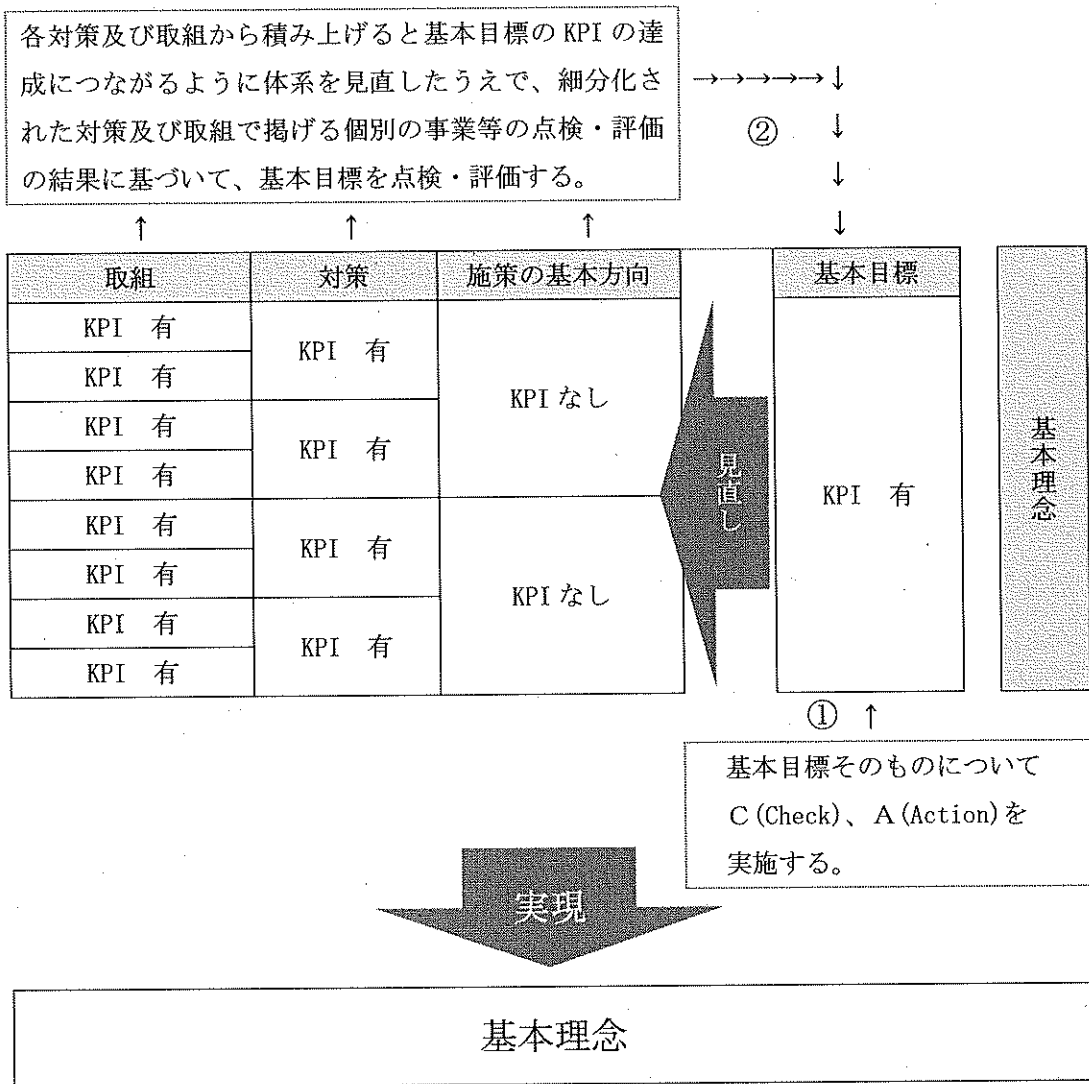 各対策及び取組から積み上げると基本目標の KPI の達
成につながるように体系を見直したうえで、細分化さ
れた対策及び取組で掲げる個別の事業等の点検・評価
の結果に基づいて、基本目標を点検・評価する。
→→→→→ ↓
② ↓
↓
↓
↑ ↑ ↑
取組 対策 施策の基本方向 基本目標
KPI 有
KPI 有
KPI 有
KPI 有
KPI 有
KPI 有
KPI 有
KPI 有
KPI 有
KPI 有
KPI 有
KPI 有
KPI なし
KPI なし
見直し
KPI 有
基本理念
① ↑
基本目標そのものについて
C(Check)、A(Action)を
実施する。
実現
基本理念